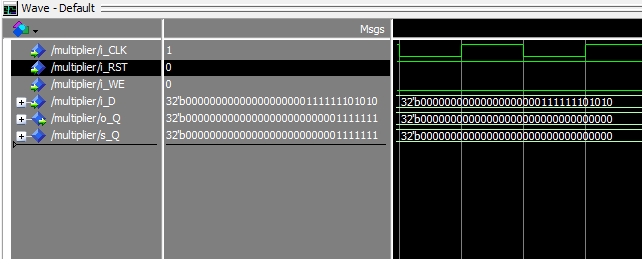 Wave - Default
Msgs
/multiplier/i_CLK 1
/multiplier/i_RST 0
/multiplier/i_WE 0
/multiplier/i_D 32'b00000000000000000000111111101010 32'b00000000000000000000111111101010
/multiplier/o_Q 32'b00000000000000000000000001111111 32'b00000000000000000000000000000000
/multiplier/s_Q 32'b00000000000000000000000001111111 32'b00000000000000000000000000000000